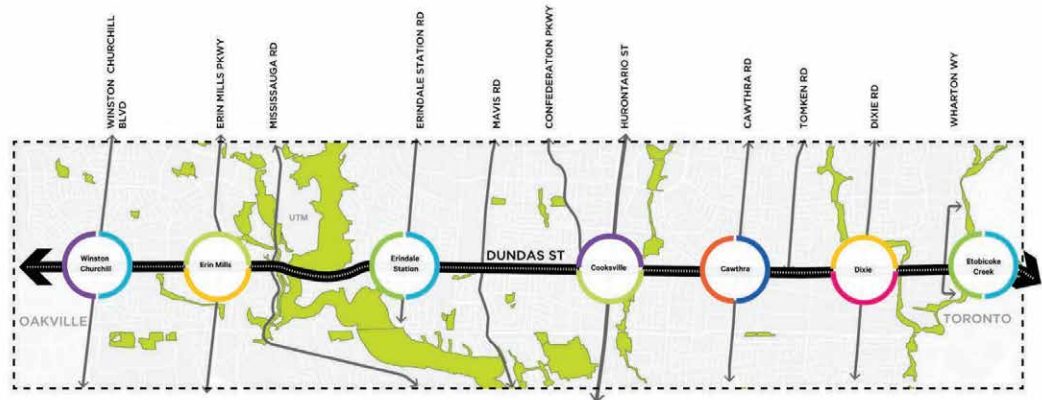 WINSTON CHURCHILL
BLVD
ERIN MILLS PKWY
MISSISSAUGA RD
ERINDALE STATION RD
MAVIS RD
CONFEDERATION PKWY
HURONTARIO ST
CAWTHRA RD
TOMKEN RD
DIXIE RD
WHARTON WY
UTM
DUNDAS ST
Winston
Churchill
Erin Mills
Erindale
Station
Cooksville
Cawthra
Dixie
Etobicoke
Creek
OAKVILLE
TORONTO